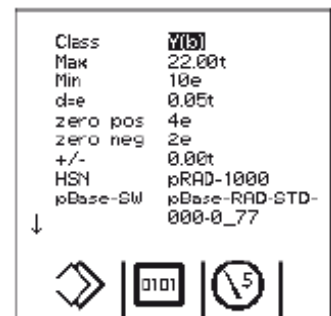 Class Y(b)
Max 22.00t
Min 10e
d=e 0.05t
zero pos 4e
zero neg 2e
+/- 0.00t
HSN pRAD-1000
pBase-SW pBase-RAD-STD-
000-0_77
0101
5